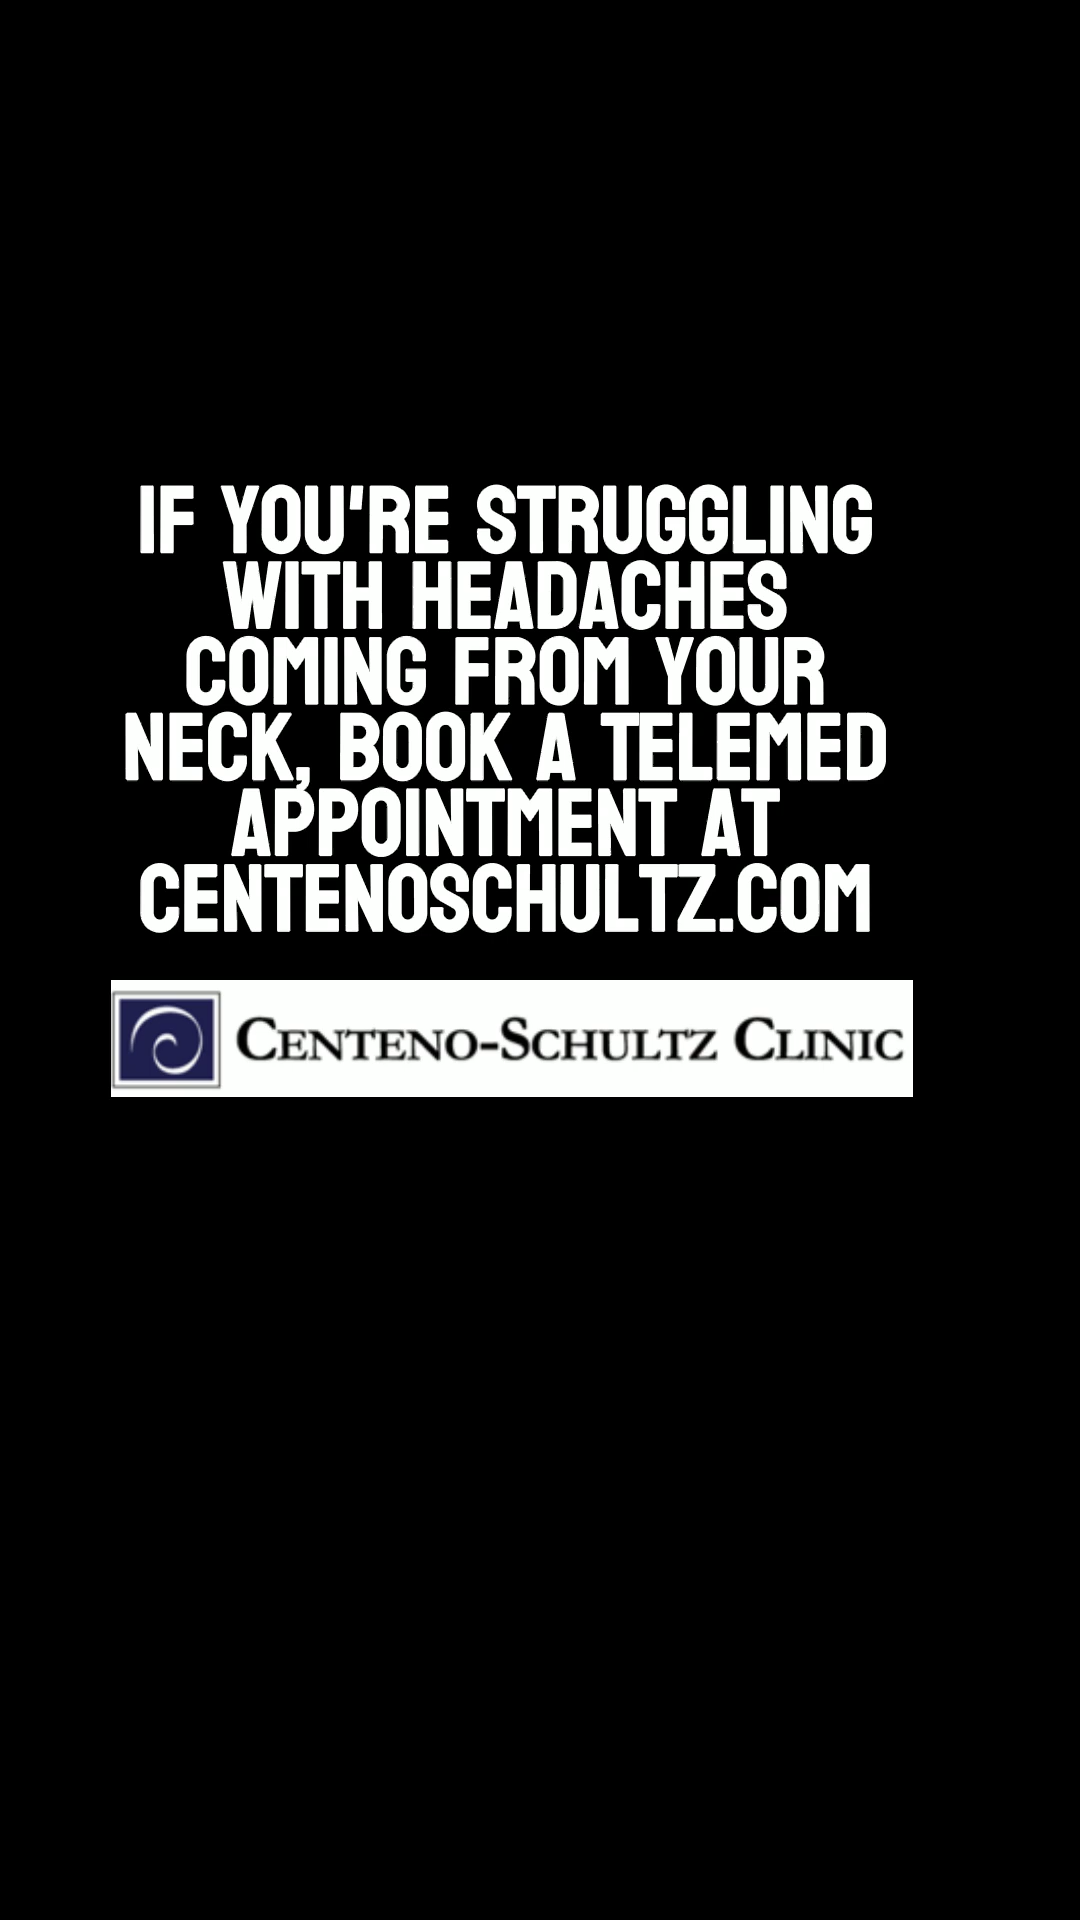 IF YOU'RE STRUGGLING
WITH HEADACHES
COMING FROM YOUR
NECK, BOOK A TELEMED
APPOINTMENT AT
CENTENOSCHULTZ.COM
CENTENO-SCHULTZ CLINIC